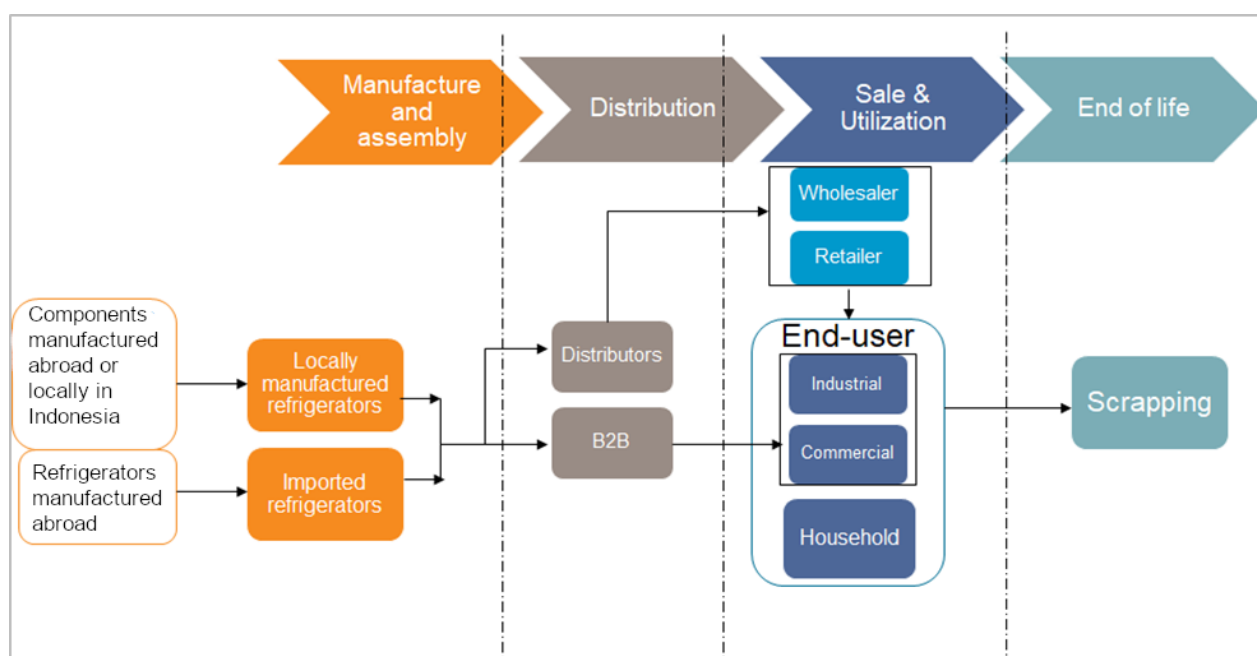 Manufacture
and
assembly
Distribution
Sale &
Utilization
End of life
Wholesaler
Retailer
Components
manufactured
abroad or
locally in
Indonesia
Locally
manufactured
refrigerators
Distributors
End-user
Industrial
Commercial
Household
B2B
Scrapping
Refrigerators
manufactured
abroad
Imported
refrigerators